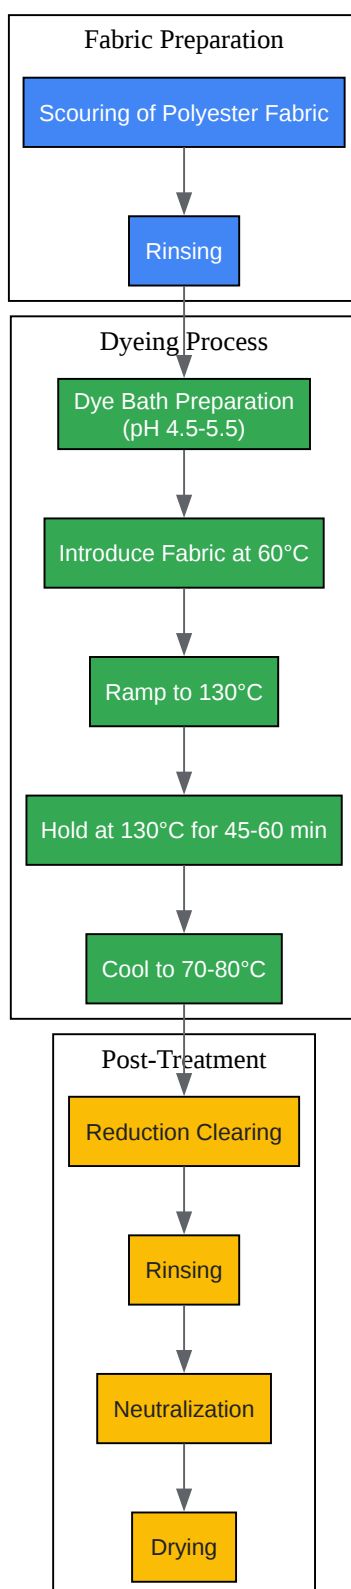 Fabric Preparation
Scouring of Polyester Fabric
Rinsing
Dyeing Process
Dye Bath Preparation
(pH 4.5-5.5)
Introduce Fabric at 60°C
Ramp to 130°C
Hold at 130°C for 45-60 min
Cool to 70-80°C
Post-Treatment
Reduction Clearing
Rinsing
Neutralization
Drying